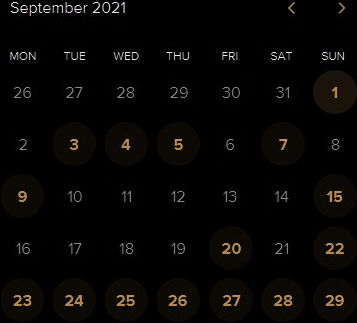 September 2021
MON TUE WED THU FRI SAT SUN
26 27 28 29 30 31 1
2 3 4 5 6 7 8
9 10 11 12 13 14 15
16 17 18 19 20 21 22
23 24 25 26 27 28 29